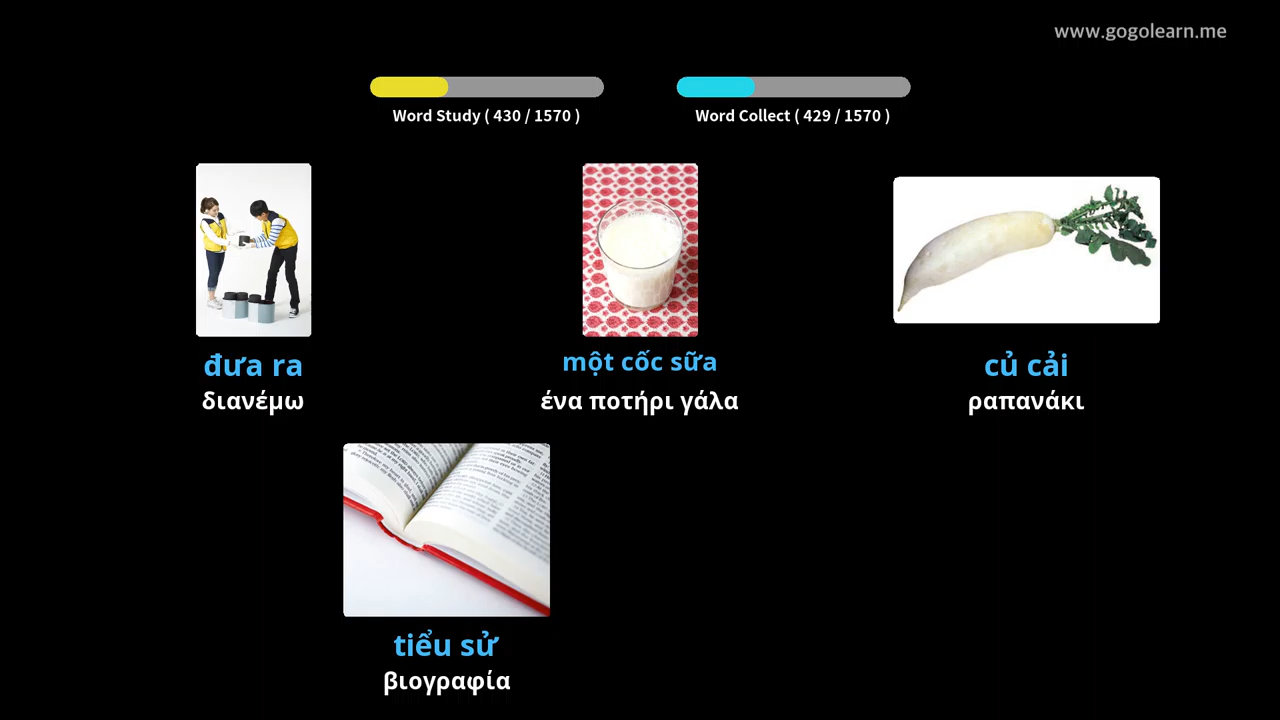 www.gogolearn.me
Word Study ( 430 / 1570 )
Word Collect ( 429 / 1570 )
đưa ra
διανέμω
một cốc sữa
ένα ποτήρι γάλα
củ cải
ραπανάκι
tiểu sử
βιογραφία